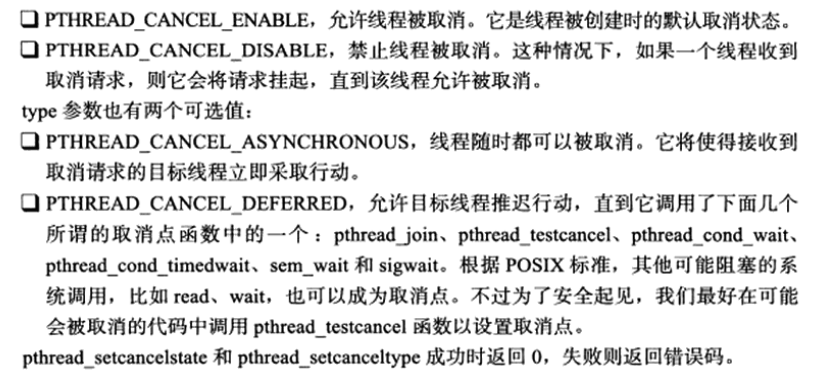 ❑ PTHREAD_CANCEL_ENABLE，允许线程被取消。它是线程被创建时的默认取消状态。
❑ PTHREAD_CANCEL_DISABLE，禁止线程被取消。这种情况下，如果一个线程收到
取消请求，则它会将请求挂起，直到该线程允许被取消。
type 参数也有两个可选值：
❑ PTHREAD_CANCEL_ASYNCHRONOUS，线程随时都可以被取消。它将使得接收到
取消请求的目标线程立即采取行动。
❑ PTHREAD_CANCEL_DEFERRED，允许目标线程推迟行动，直到它调用了下面几个
所谓的取消点函数中的一个：pthread_join、pthread_testcancel、pthread_cond_wait、
pthread_cond_timedwait、sem_wait 和 sigwait。根据 POSIX 标准，其他可能阻塞的系
统调用，比如 read、wait，也可以成为取消点。不过为了安全起见，我们最好在可能
会被取消的代码中调用 pthread_testcancel 函数以设置取消点。
pthread_setcancelstate 和 pthread_setcanceltype 成功时返回 0，失败则返回错误码。